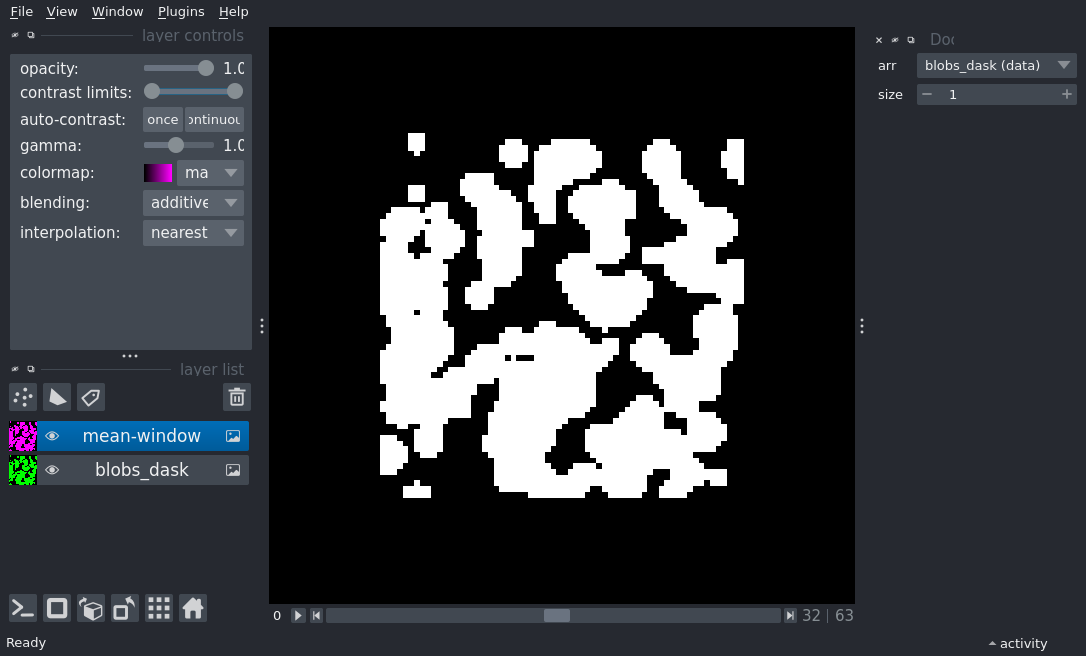 File View Window Plugins Help
layer controls
opacity: 1.0
contrast limits:
auto-contrast: once ontinuou
gamma: 1.0
colormap: ma
blending: additive
interpolation: nearest
layer list
mean-window
blobs_dask
0 32 | 63
Ready
activity
Doc
arr blobs_dask (data)
size 1